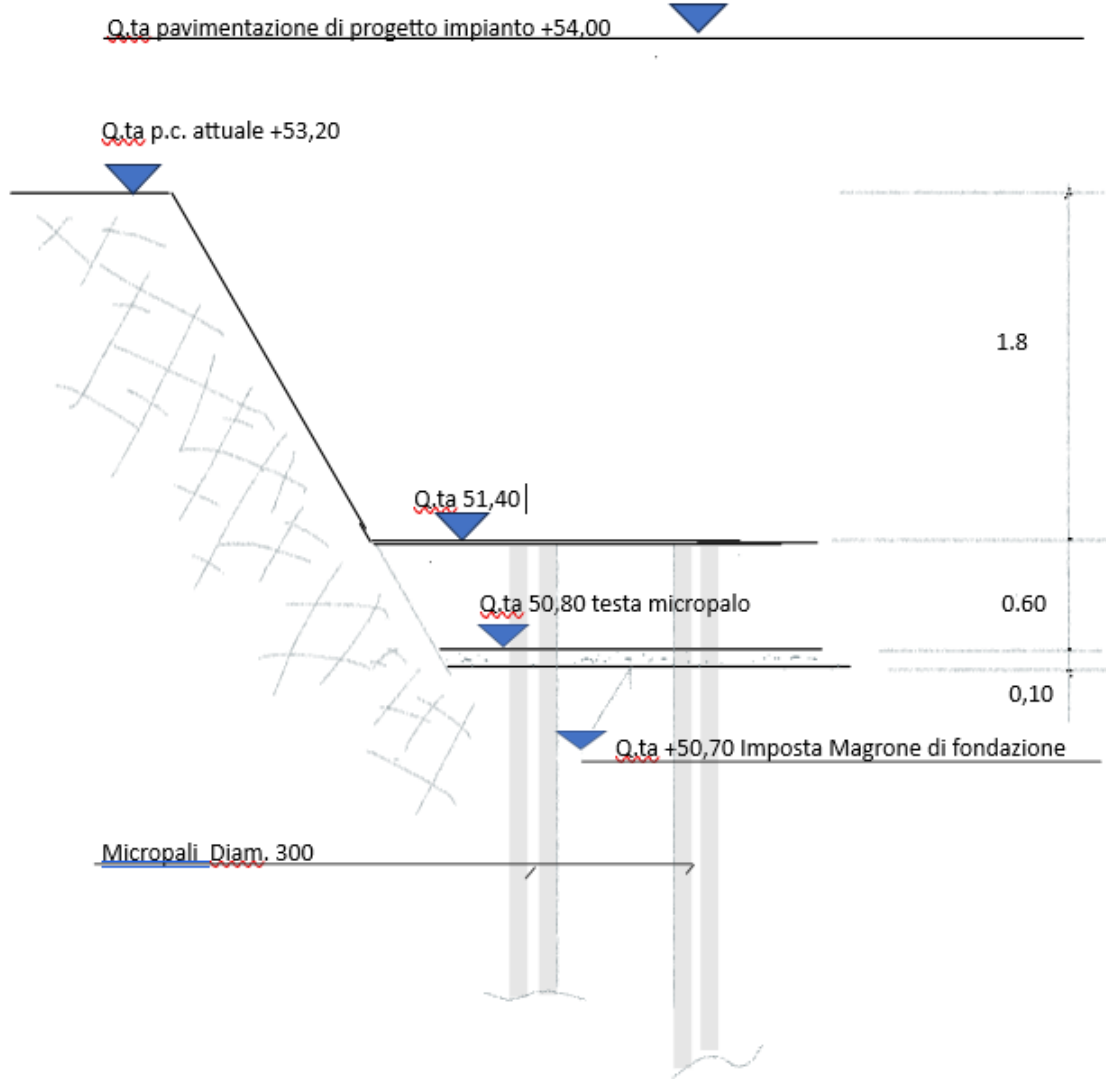 Q.ta pavimentazione di progetto impianto +54,00
Q.ta p.c. attuale +53,20
1.8
Q.ta 51,40
Q.ta 50,80 testa micropalo
0.60
0,10
Q.ta +50,70 Imposta Magrone di fondazione
Micropali Diam. 300